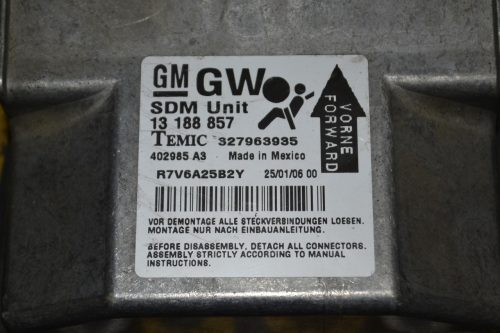 GM GW
SDM Unit
13 188 857
TEMIC 327963935
402985 A3 Made in Mexico
R7V6A25B2Y 25/01/06 00
VORNE
FORWARD
VOR DEMONTAGE ALLE STECKVERBINDUNGEN LOESEN.
MONTAGE NUR NACH EINBAUANLEITUNG.
BEFORE DISASSEMBLY, DETACH ALL CONNECTORS.
ASSEMBLY STRICTLY ACCORDING TO MANUAL
INSTRUCTIONS.